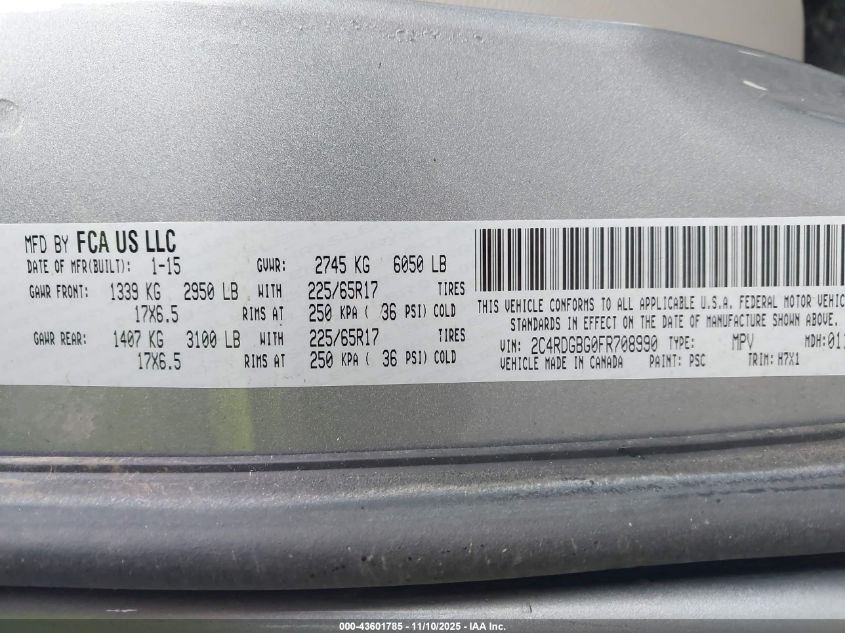 MFD BY FCA US LLC
DATE OF MFR(BUILT): 1-15 GVWR: 2745 KG 6050 LB
GAWR FRONT: 1339 KG 2950 LB WITH 225/65R17 TIRES
17X6.5 RIMS AT 250 KPA ( 36 PSI) COLD
GAWR REAR: 1407 KG 3100 LB WITH 225/65R17 TIRES
17X6.5 RIMS AT 250 KPA ( 36 PSI) COLD
THIS VEHICLE CONFORMS TO ALL APPLICABLE U.S.A. FEDERAL MOTOR VEHIC
STANDARDS IN EFFECT ON THE DATE OF MANUFACTURE SHOWN ABOVE.
VIN: 2C4RDGBG0FR708990 TYPE: MPV MDH:011
VEHICLE MADE IN CANADA PAINT: PSC TRIM: H7X1
000-43601785 - 11/10/2025 - IAA Inc.